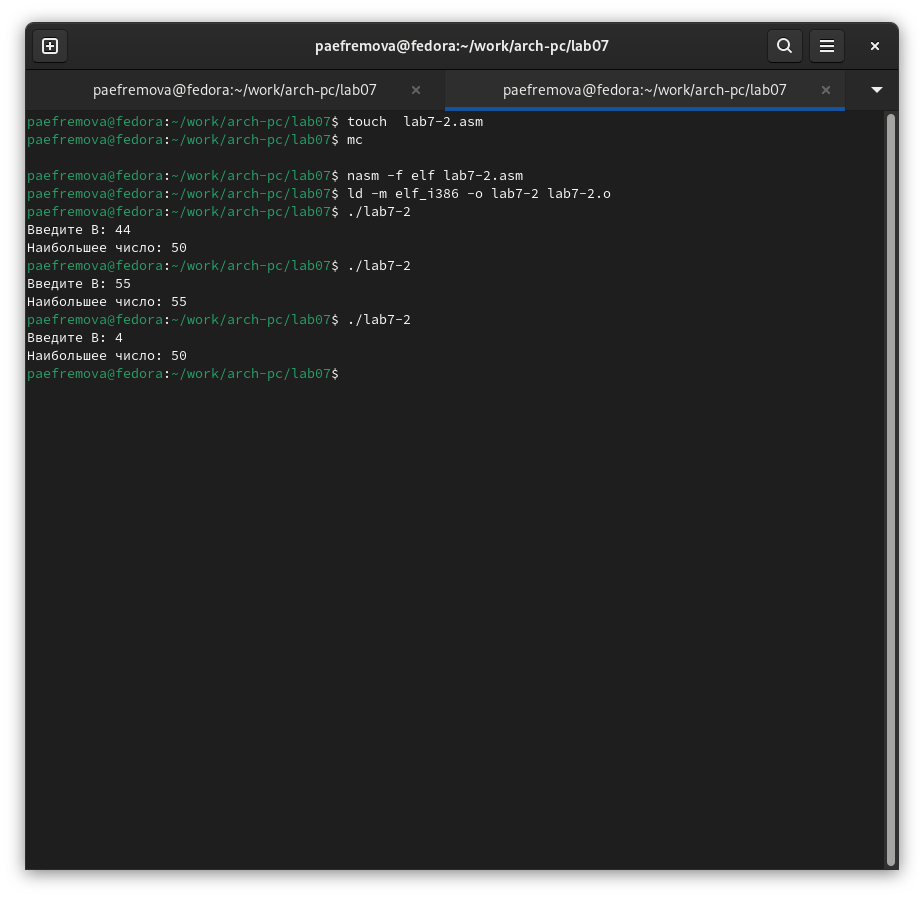 paefremova@fedora:~/work/arch-pc/lab07
paefremova@fedora:~/work/arch-pc/lab07 × paefremova@fedora:~/work/arch-pc/lab07 ×
paefremova@fedora:~/work/arch-pc/lab07$ touch  lab7-2.asm
paefremova@fedora:~/work/arch-pc/lab07$ mc
paefremova@fedora:~/work/arch-pc/lab07$ nasm -f elf lab7-2.asm
paefremova@fedora:~/work/arch-pc/lab07$ ld -m elf_i386 -o lab7-2 lab7-2.o
paefremova@fedora:~/work/arch-pc/lab07$ ./lab7-2
Введите B: 44
Наибольшее число: 50
paefremova@fedora:~/work/arch-pc/lab07$ ./lab7-2
Введите B: 55
Наибольшее число: 55
paefremova@fedora:~/work/arch-pc/lab07$ ./lab7-2
Введите B: 4
Наибольшее число: 50
paefremova@fedora:~/work/arch-pc/lab07$